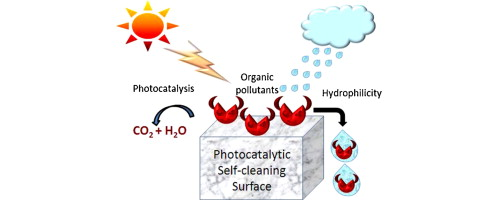 Organic
pollutants
Photocatalysis
Hydrophilicity
CO₂ + H₂O
Photocatalytic
Self-cleaning
Surface